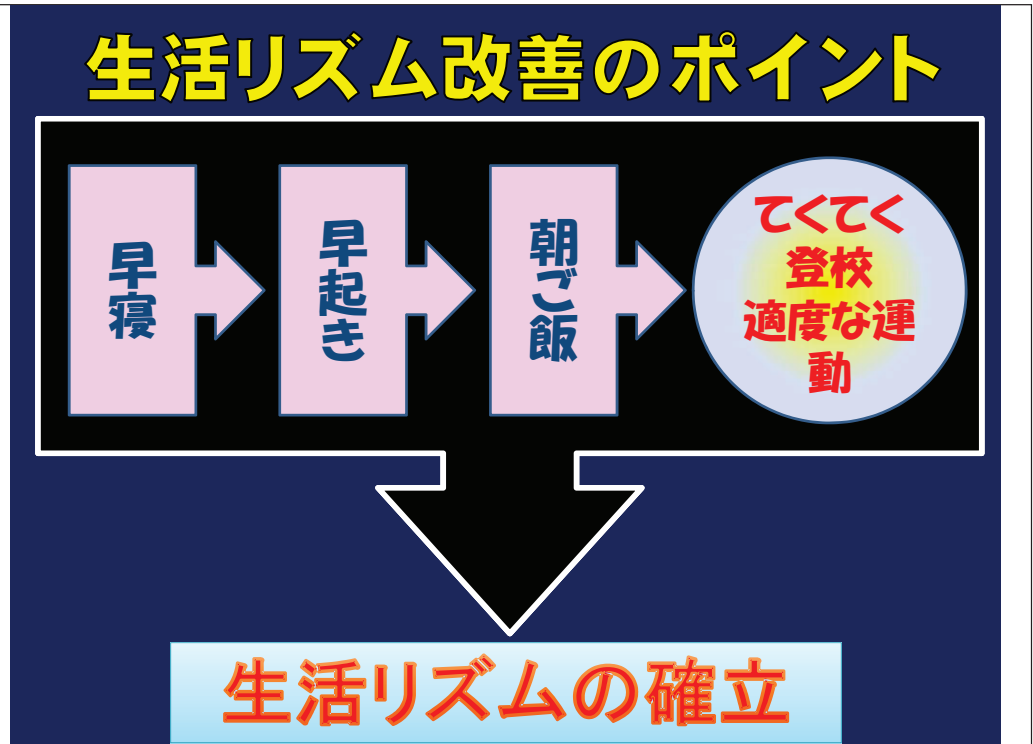 生活リズム改善のポイント
早寝
早起き
朝ご飯
てくてく
登校
適度な運
動
生活リズムの確立